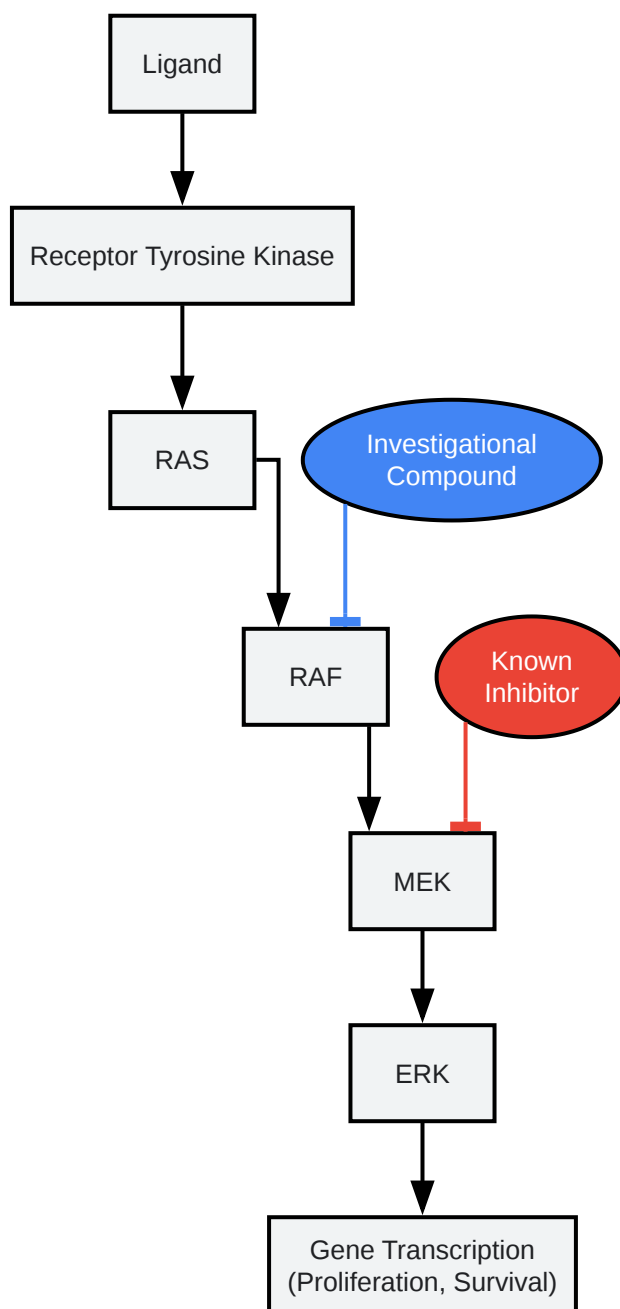 Ligand
Receptor Tyrosine Kinase
RAS
Investigational
Compound
RAF
Known
Inhibitor
MEK
ERK
Gene Transcription
(Proliferation, Survival)